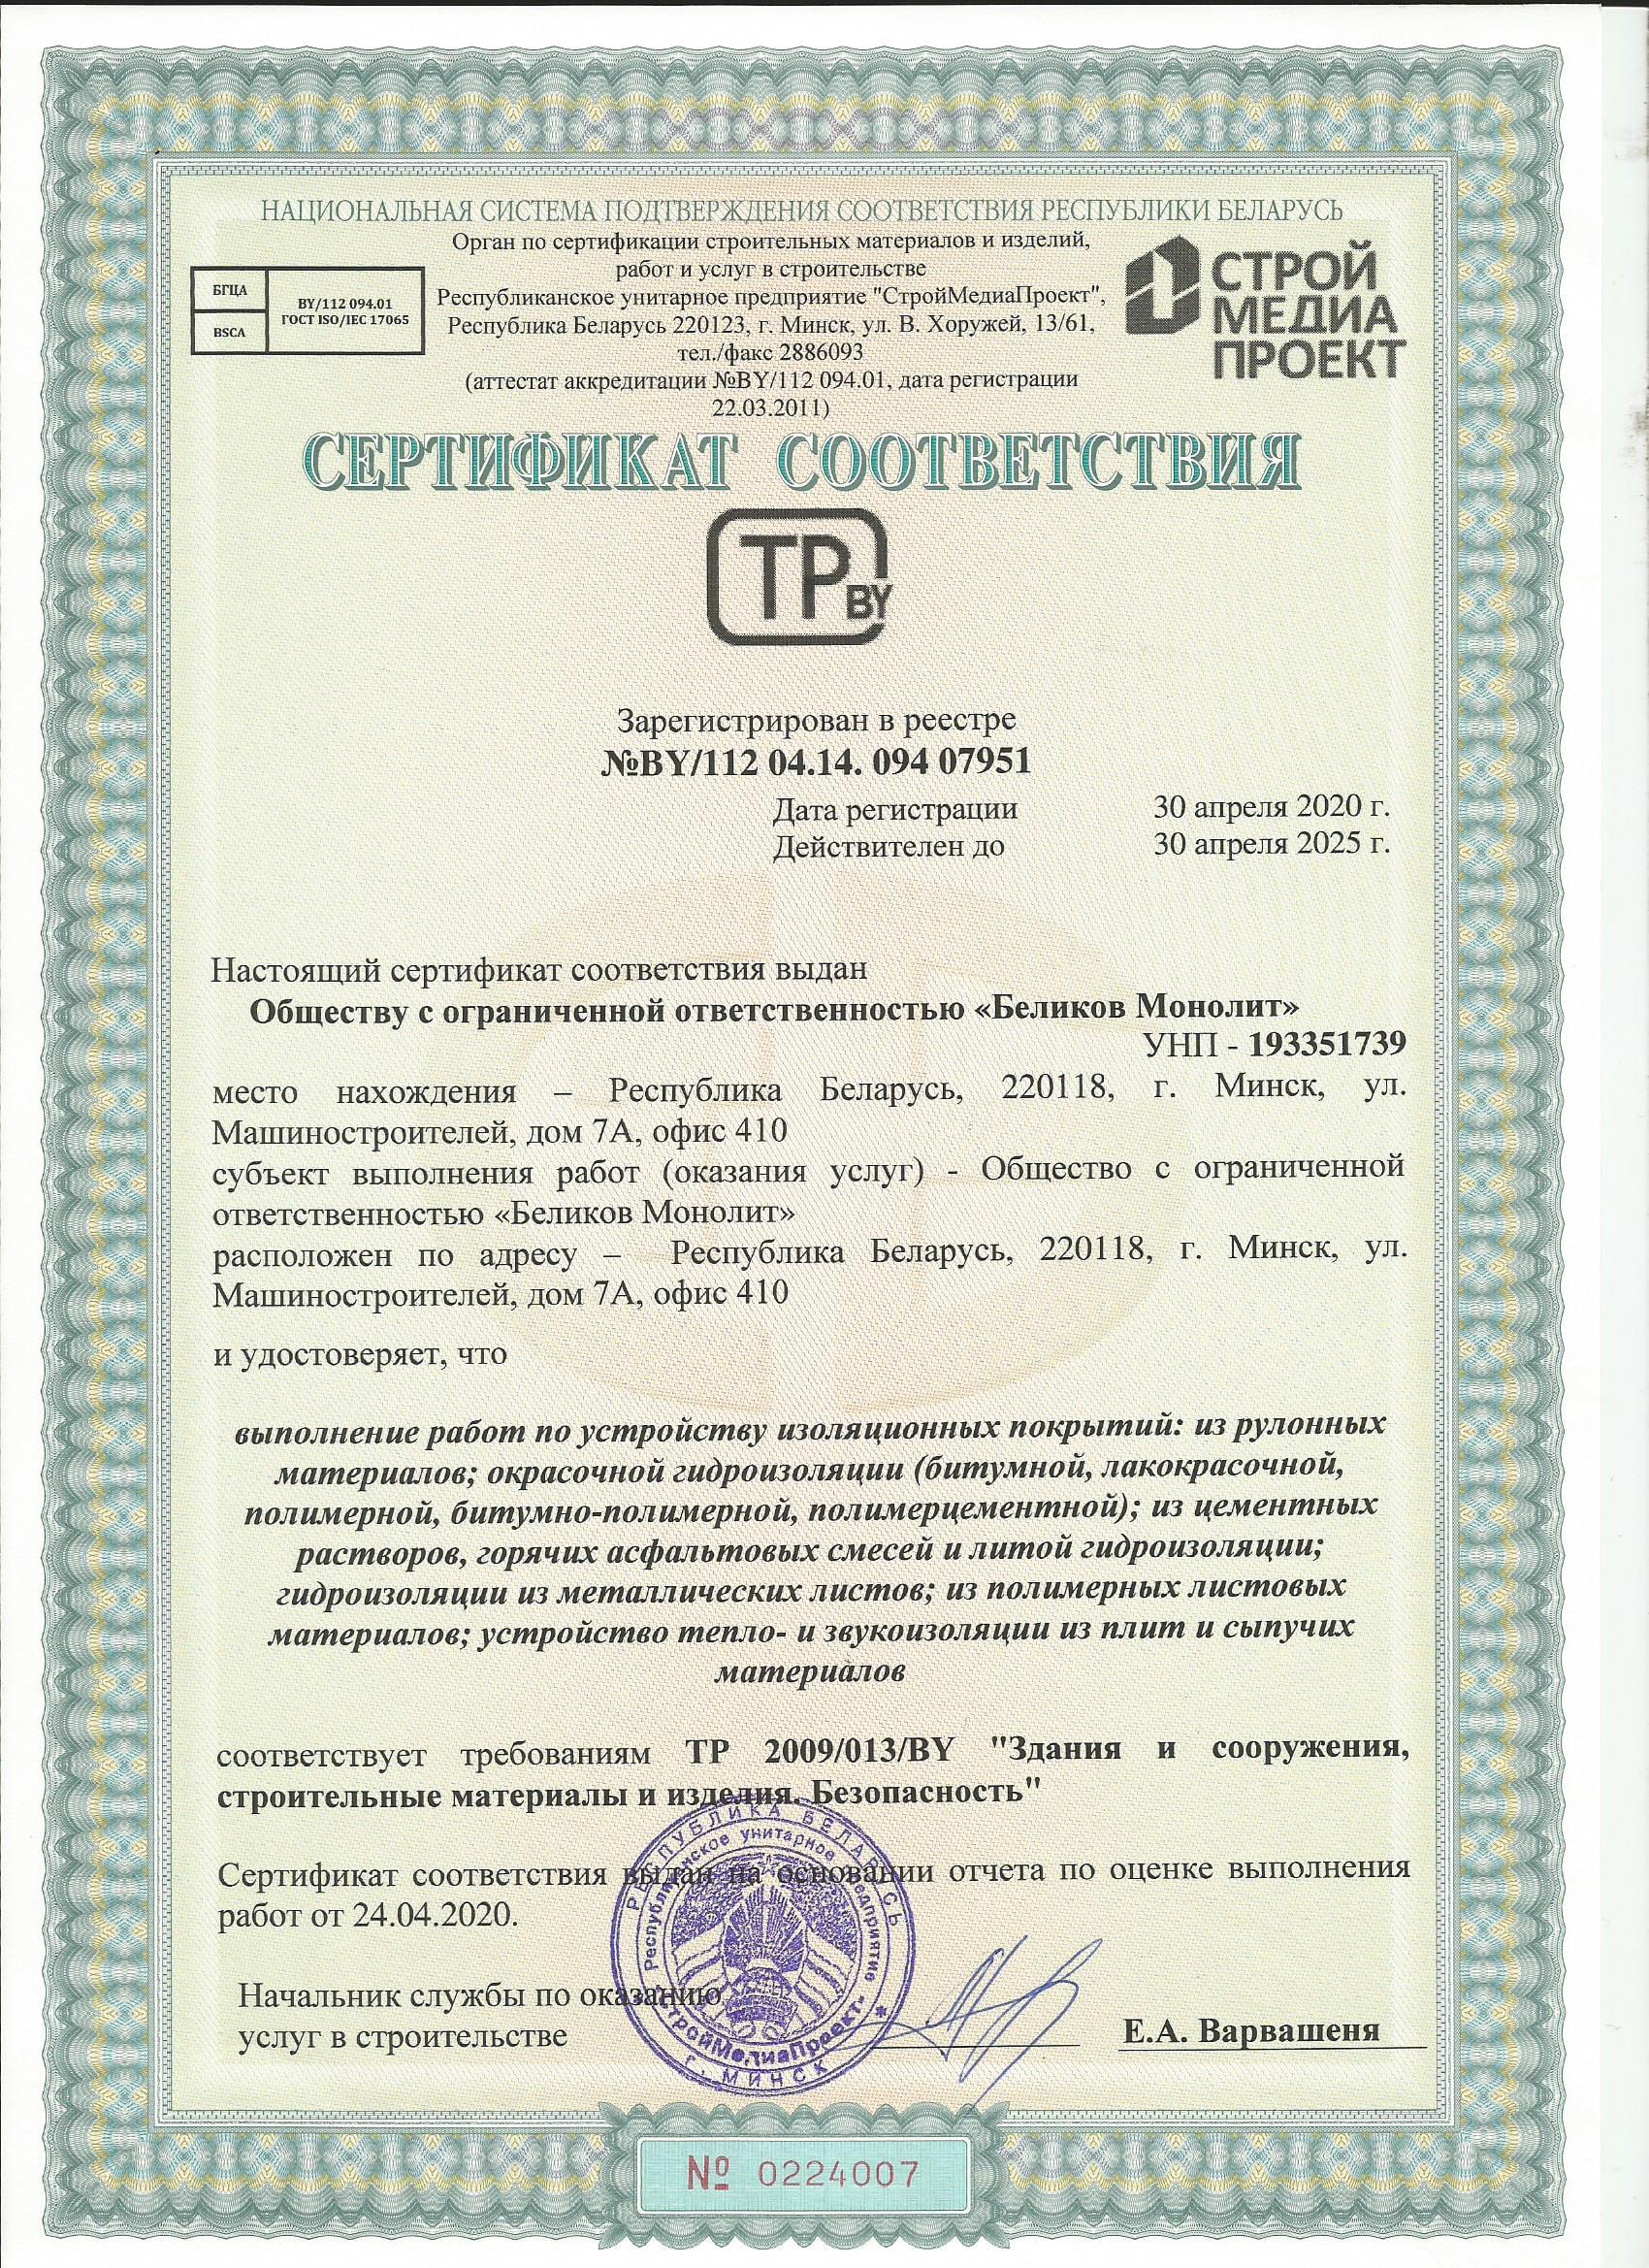 НАЦИОНАЛЬНАЯ СИСТЕМА ПОДТВЕРЖДЕНИЯ СООТВЕТСТВИЯ РЕСПУБЛИКИ БЕЛАРУСЬ
Орган по сертификации строительных материалов и изделий,
работ и услуг в строительстве
Республиканское унитарное предприятие "СтройМедиаПроект",
Республика Беларусь 220123, г. Минск, ул. В. Хоружей, 13/61,
тел./факс 2886093
(аттестат аккредитации №BY/112 094.01, дата регистрации
22.03.2011)
БГЦА
BSCA
BY/112 094.01
ГОСТ ISO/IEC 17065
СТРОЙ
МЕДИА
ПРОЕКТ
СЕРТИФИКАТ СООТВЕТСТВИЯ
ТР BY
Зарегистрирован в реестре
№BY/112 04.14. 094 07951
Дата регистрации 30 апреля 2020 г.
Действителен до 30 апреля 2025 г.
Настоящий сертификат соответствия выдан
Обществу с ограниченной ответственностью «Беликов Монолит»
УНП - 193351739
место нахождения – Республика Беларусь, 220118, г. Минск, ул.
Машиностроителей, дом 7А, офис 410
субъект выполнения работ (оказания услуг) - Общество с ограниченной
ответственностью «Беликов Монолит»
расположен по адресу – Республика Беларусь, 220118, г. Минск, ул.
Машиностроителей, дом 7А, офис 410
и удостоверяет, что
выполнение работ по устройству изоляционных покрытий: из рулонных
материалов; окрасочной гидроизоляции (битумной, лакокрасочной,
полимерной, битумно-полимерной, полимерцементной); из цементных
растворов, горячих асфальтовых смесей и литой гидроизоляции;
гидроизоляции из металлических листов; из полимерных листовых
материалов; устройство тепло- и звукоизоляции из плит и сыпучих
материалов
соответствует требованиям ТР 2009/013/BY "Здания и сооружения,
строительные материалы и изделия. Безопасность"
Сертификат соответствия выдан на основании отчета по оценке выполнения
работ от 24.04.2020.
Начальник службы по оказанию
услуг в строительстве
Е.А. Варвашеня
РЕСПУБЛИКА БЕЛАРУСЬ
Республиканское унитарное предприятие
«СтройМедиаПроект»
г. МИНСК
№ 0224007